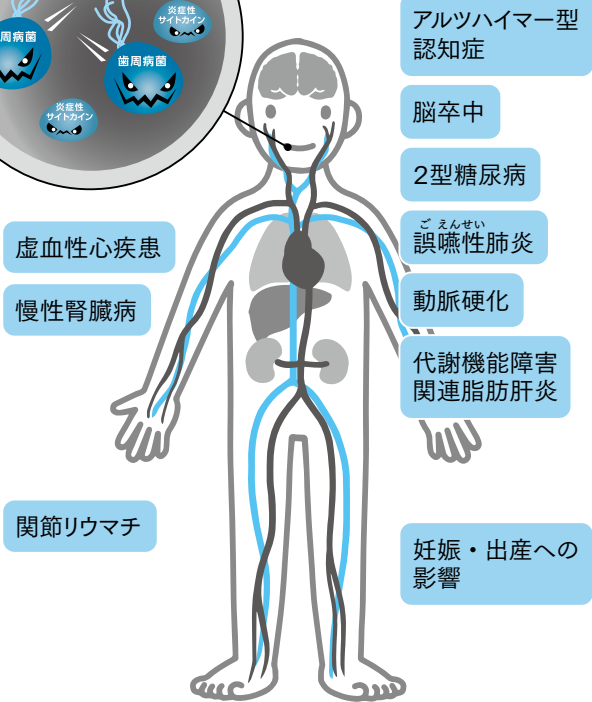 炎症性
サイトカイン
周病菌
歯周病菌
炎症性
サイトカイン
アルツハイマー型
認知症
脳卒中
2型糖尿病
ごえんせい
誤嚥性肺炎
動脈硬化
代謝機能障害
関連脂肪肝炎
虚血性心疾患
慢性腎臓病
関節リウマチ
妊娠・出産への
影響